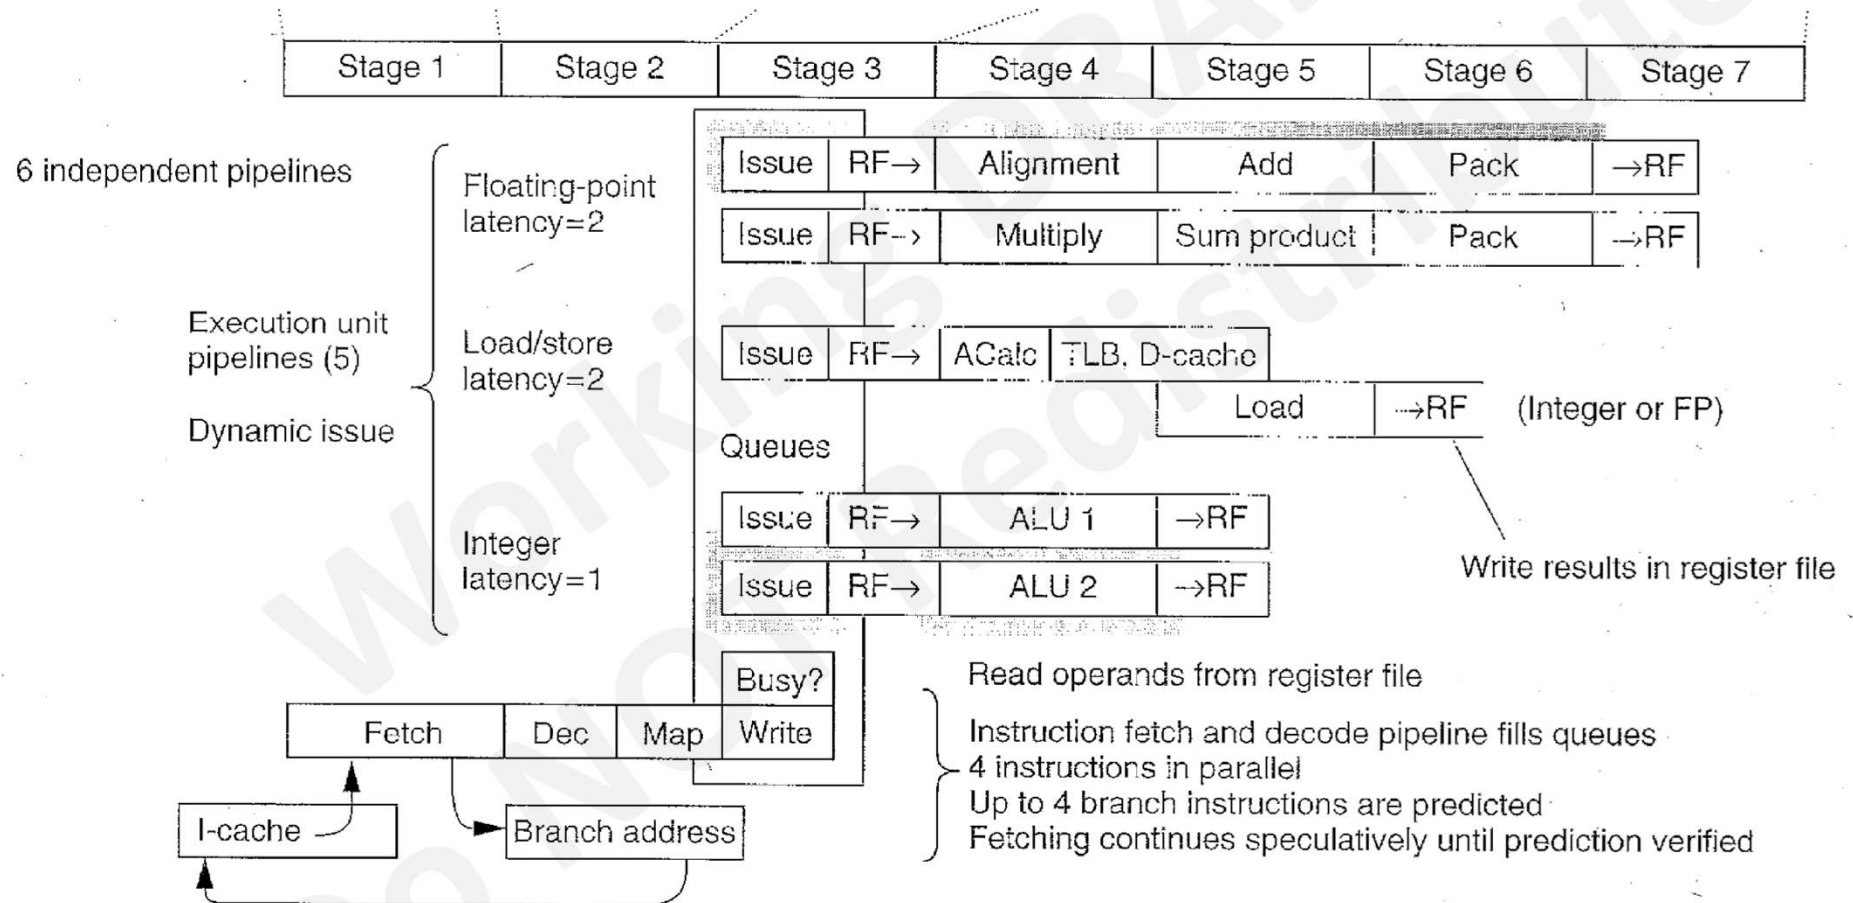 Stage 1 Stage 2 Stage 3 Stage 4 Stage 5 Stage 6 Stage 7
6 independent pipelines
Floating-point
latency=2
Issue RF→ Alignment Add Pack →RF
Issue RF→ Multiply Sum product Pack →RF
Execution unit
pipelines (5)
Dynamic issue
Load/store
latency=2
Issue RF→ ACalc TLB, D-cache
Load →RF (Integer or FP)
Queues
Integer
latency=1
Issue RF→ ALU 1 →RF
Issue RF→ ALU 2 →RF
Write results in register file
Busy?
Fetch Dec Map Write
I-cache
Branch address
Read operands from register file
Instruction fetch and decode pipeline fills queues
4 instructions in parallel
Up to 4 branch instructions are predicted
Fetching continues speculatively until prediction verified
Working DRA
Do NOT Redistribute